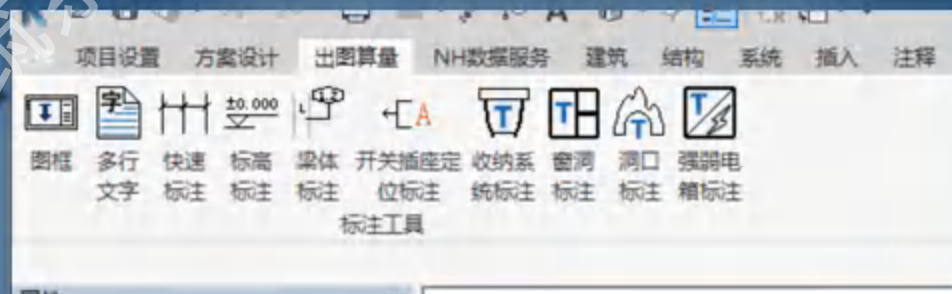 项目设置 方案设计 出图算量 NH数据服务 建筑 结构 系统 插入 注释
字 ±0.000 L 1,2 A T T T T
图框 多行 快速 标高 梁体 开关插座定 收纳系 窗洞 洞口 强弱电
文字 标注 标注 标注 位标注 统标注 标注 标注 箱标注
标注工具